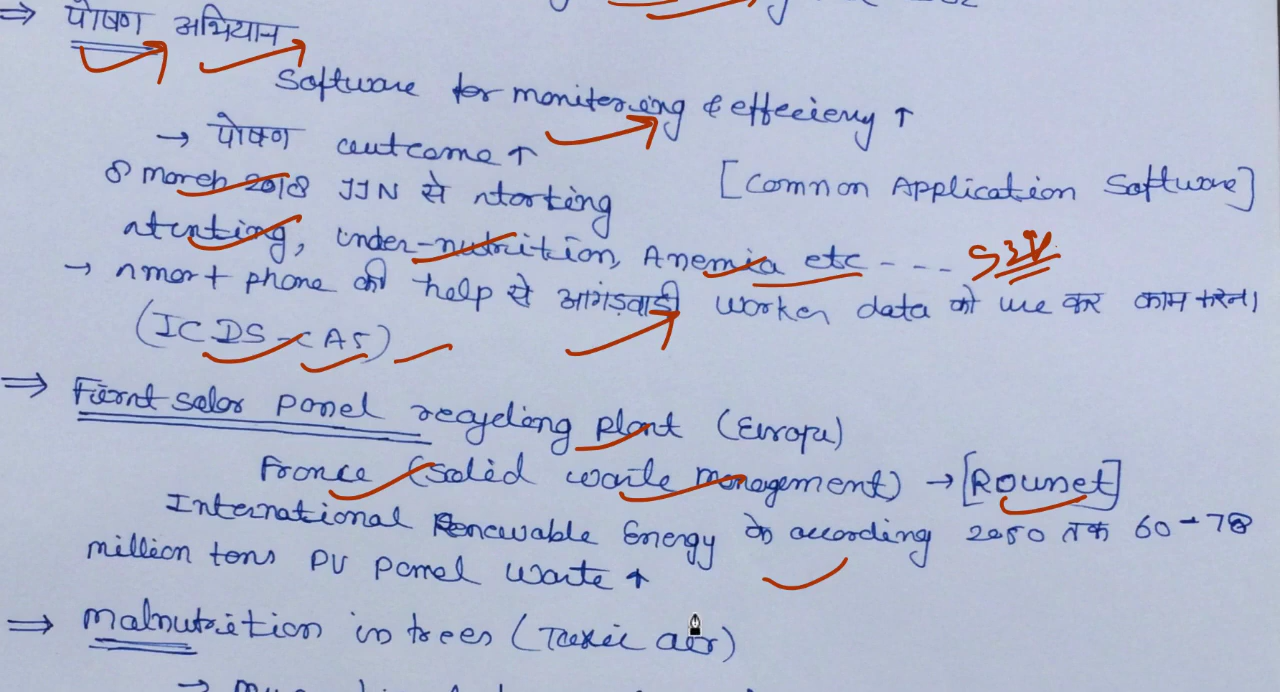 ⇒ पोषण अभियान
Software for monitering & effeciency ↑
→ पोषण outcome ↑
8 march 2018 JJN से starting [Common Application Software]
stunting, under-nutrition, Anemia etc ---
→ smart phone की help से आगंडवाडी worker data को use कर काम करना।
(ICDS-CAS)
⇒ First solar panel recycling plant (Europe)
France (Solid waste management) → [Rousset]
International Renewable Energy के according 2050 तक 60-78
million tons PV panel waste ↑
⇒ Malnutrition in trees (Toxic air)